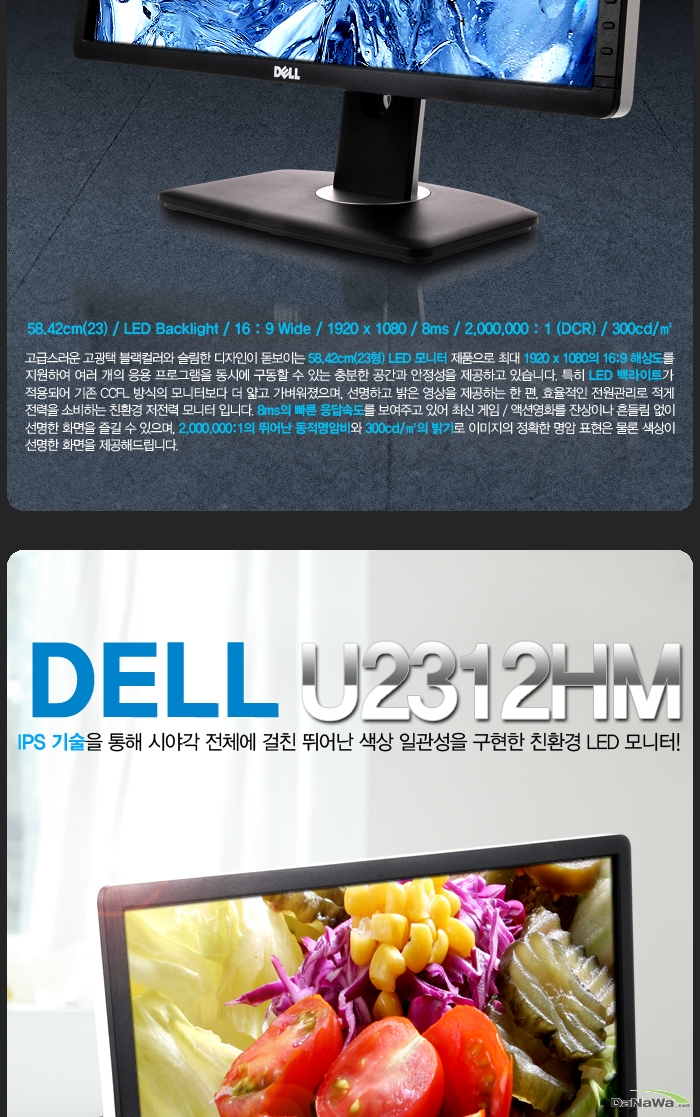 DELL
58.42cm(23) / LED Backlight / 16 : 9 Wide / 1920 x 1080 / 8ms / 2,000,000 : 1 (DCR) / 300cd/㎡
고급스러운 고광택 블랙컬러와 슬림한 디자인이 돋보이는 58.42cm(23형) LED 모니터 제품으로 최대 1920 x 1080의 16:9 해상도를
지원하여 여러 개의 응용 프로그램을 동시에 구동할 수 있는 충분한 공간과 안정성을 제공하고 있습니다. 특히 LED 백라이트가
적용되어 기존 CCFL 방식의 모니터보다 더 얇고 가벼워졌으며, 선명하고 밝은 영상을 제공하는 한 편, 효율적인 전원관리로 적게
전력을 소비하는 친환경 저전력 모니터 입니다. 8ms의 빠른 응답속도를 보여주고 있어 최신 게임 / 액션영화를 잔상이나 흔들림 없이
선명한 화면을 즐길 수 있으며, 2,000,000:1의 뛰어난 동적명암비와 300cd/㎡의 밝기로 이미지의 정확한 명암 표현은 물론 색상이
선명한 화면을 제공해드립니다.
DELL U2312HM
IPS 기술을 통해 시야각 전체에 걸친 뛰어난 색상 일관성을 구현한 친환경 LED 모니터!
DaNaWa.com